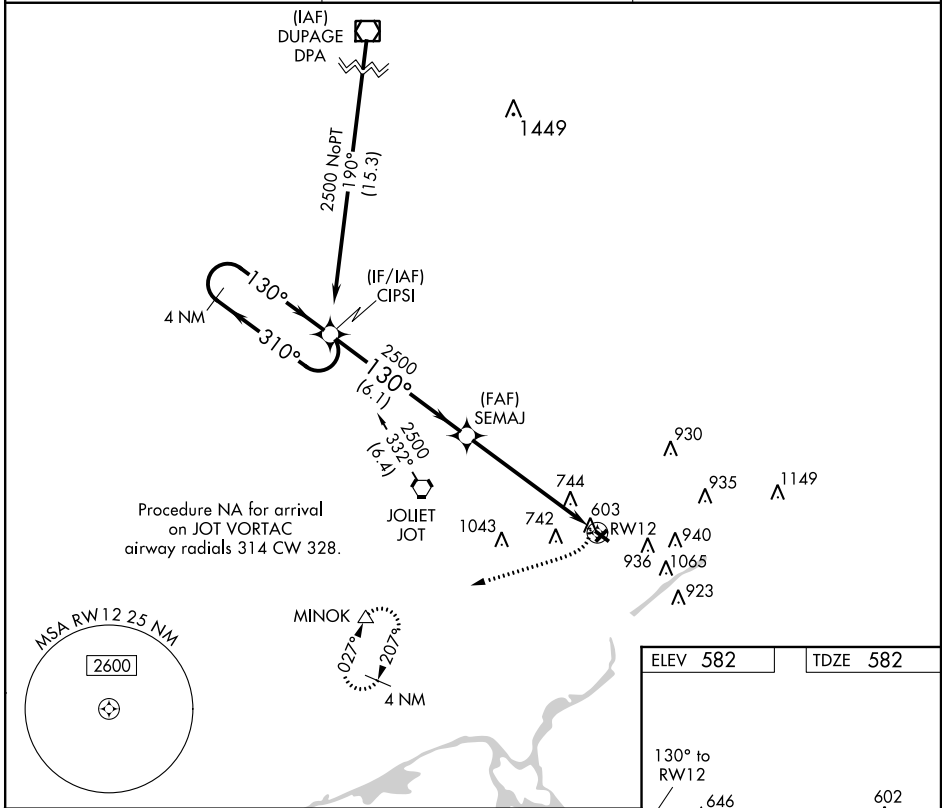 (IAF)
DUPAGE
DPA
1449
2500 NoPT
190°
(15.3)
(IF/IAF)
CIPSI
130°
4 NM
310°
2500
130°
(6.1)
(FAF)
SEMAJ
2500
332°
(6.4)
930
744
935
1149
JOLIET
JOT
603
Procedure NA for arrival
on JOT VORTAC
airway radials 314 CW 328.
1043
742
RW12
940
936
1065
923
MINOK
027°
207°
4 NM
MSA RW12 25 NM
2600
ELEV 582
TDZE 582
130° to
RW12
646
602